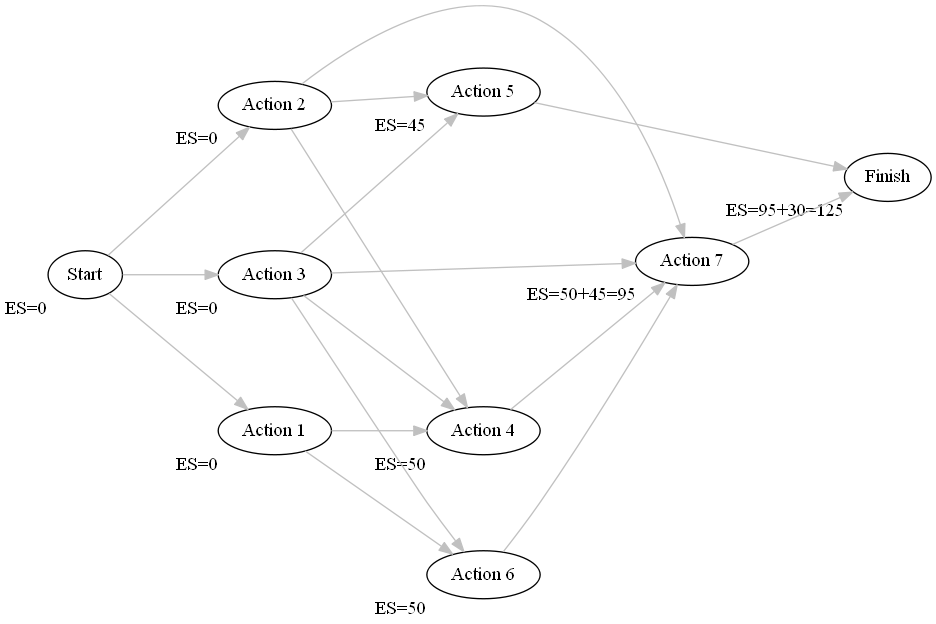 Action 5
Action 2
ES=45
ES=0
Finish
ES=95+30=125
Action 7
Start
Action 3
ES=50+45=95
ES=0
ES=0
Action 1
Action 4
ES=0
ES=50
Action 6
ES=50